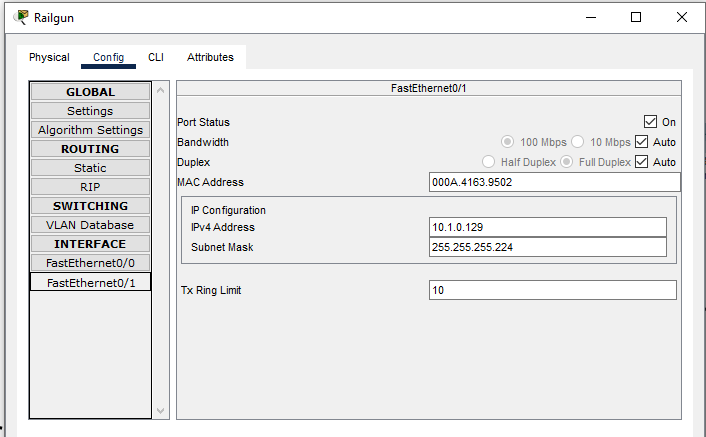 Railgun
Physical Config CLI Attributes
GLOBAL
Settings
Algorithm Settings
ROUTING
Static
RIP
SWITCHING
VLAN Database
INTERFACE
FastEthernet0/0
FastEthernet0/1
FastEthernet0/1
Port Status On
Bandwidth 100 Mbps 10 Mbps Auto
Duplex Half Duplex Full Duplex Auto
MAC Address 000A.4163.9502
IP Configuration
IPv4 Address 10.1.0.129
Subnet Mask 255.255.255.224
Tx Ring Limit 10